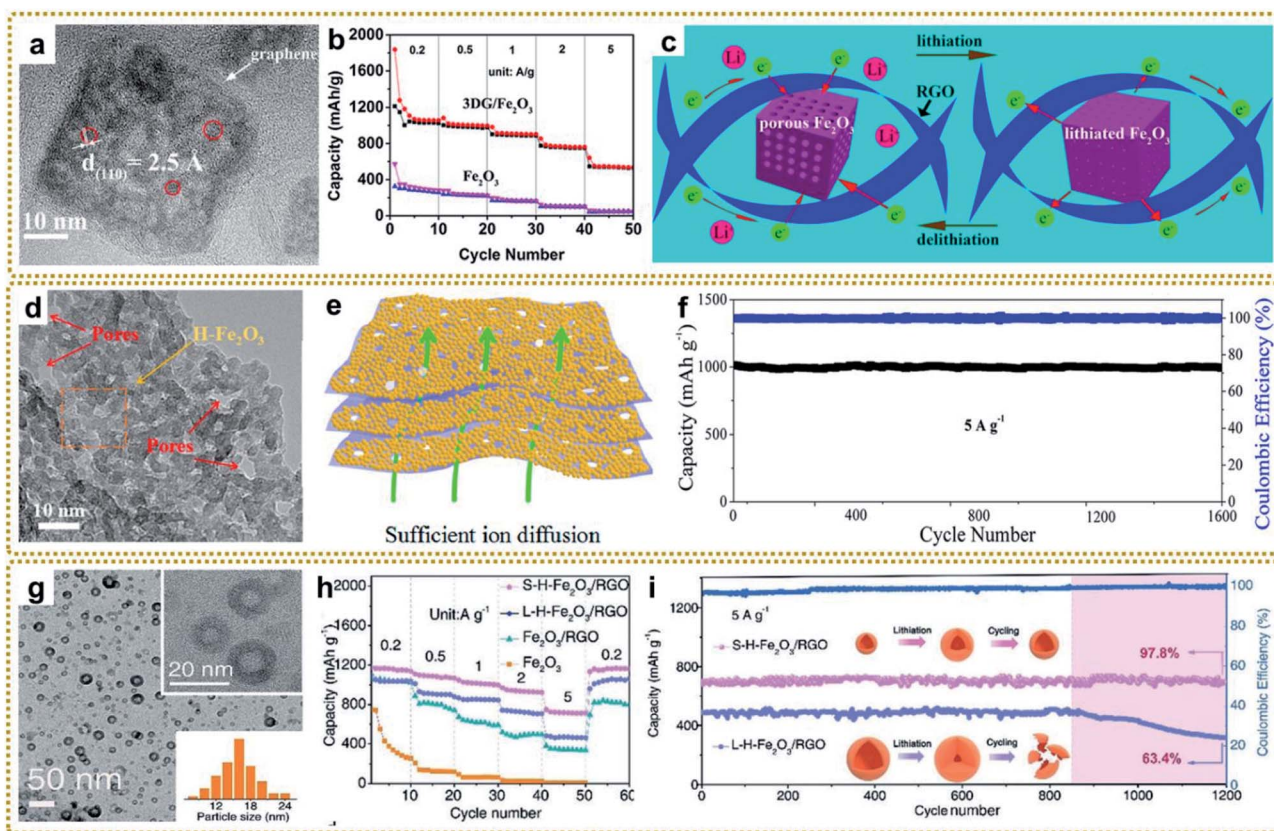 a
graphene
d(110)= 2.5 Å
10 nm
b
Capacity (mAh/g)
2000
1600
1200
800
400
0
0.2
0.5
1
2
5
unit: A/g
3DG/Fe₂O₃
Fe₂O₃
0
10
20
30
40
50
Cycle Number
c
lithiation
Li⁺
Li⁺
e⁻
e⁻
e⁻
e⁻
RGO
e⁻
e⁻
porous Fe₂O₃
Li⁺
lithiated Fe₂O₃
e⁻
e⁻
Li⁺
e⁻
e⁻
e⁻
e⁻
delithiation
d
Pores
H-Fe₂O₃
Pores
10 nm
e
Sufficient ion diffusion
f
Capacity (mAh g⁻¹)
1500
1000
500
0
5 A g⁻¹
0
400
800
1200
1600
Cycle Number
100
80
60
40
20
0
Coulombic Efficiency (%)
g
20 nm
50 nm
12
18
24
Particle size (nm)
h
Capacity (mAh g⁻¹)
2000
1600
1200
800
400
0
S-H-Fe₂O₃/RGO
Unit:A g⁻¹
L-H-Fe₂O₃/RGO
Fe₂O₃/RGO
Fe₂O₃
0.2
0.5
1
2
5
0.2
10
20
30
40
50
60
Cycle number
i
Capacity (mAh g⁻¹)
1200
800
400
0
5 A g⁻¹
S-H-Fe₂O₃/RGO
Lithiation
Cycling
97.8%
L-H-Fe₂O₃/RGO
Lithiation
Cycling
63.4%
0
200
400
600
800
1000
1200
Cycle number
100
80
60
40
20
0
Coulombic Efficiency (%)